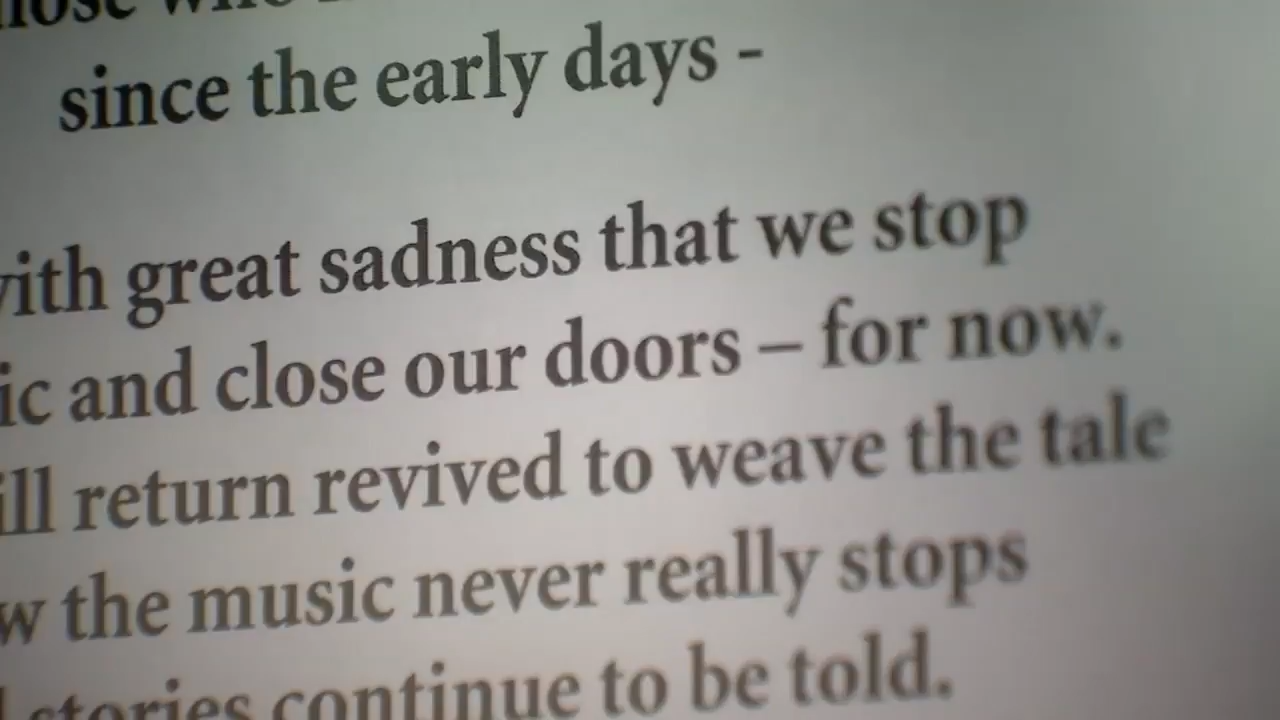 since the early days -
great sadness that we stop
and close our doors – for now.
return revived to weave the tale
the music never really stops
stories continue to be told.